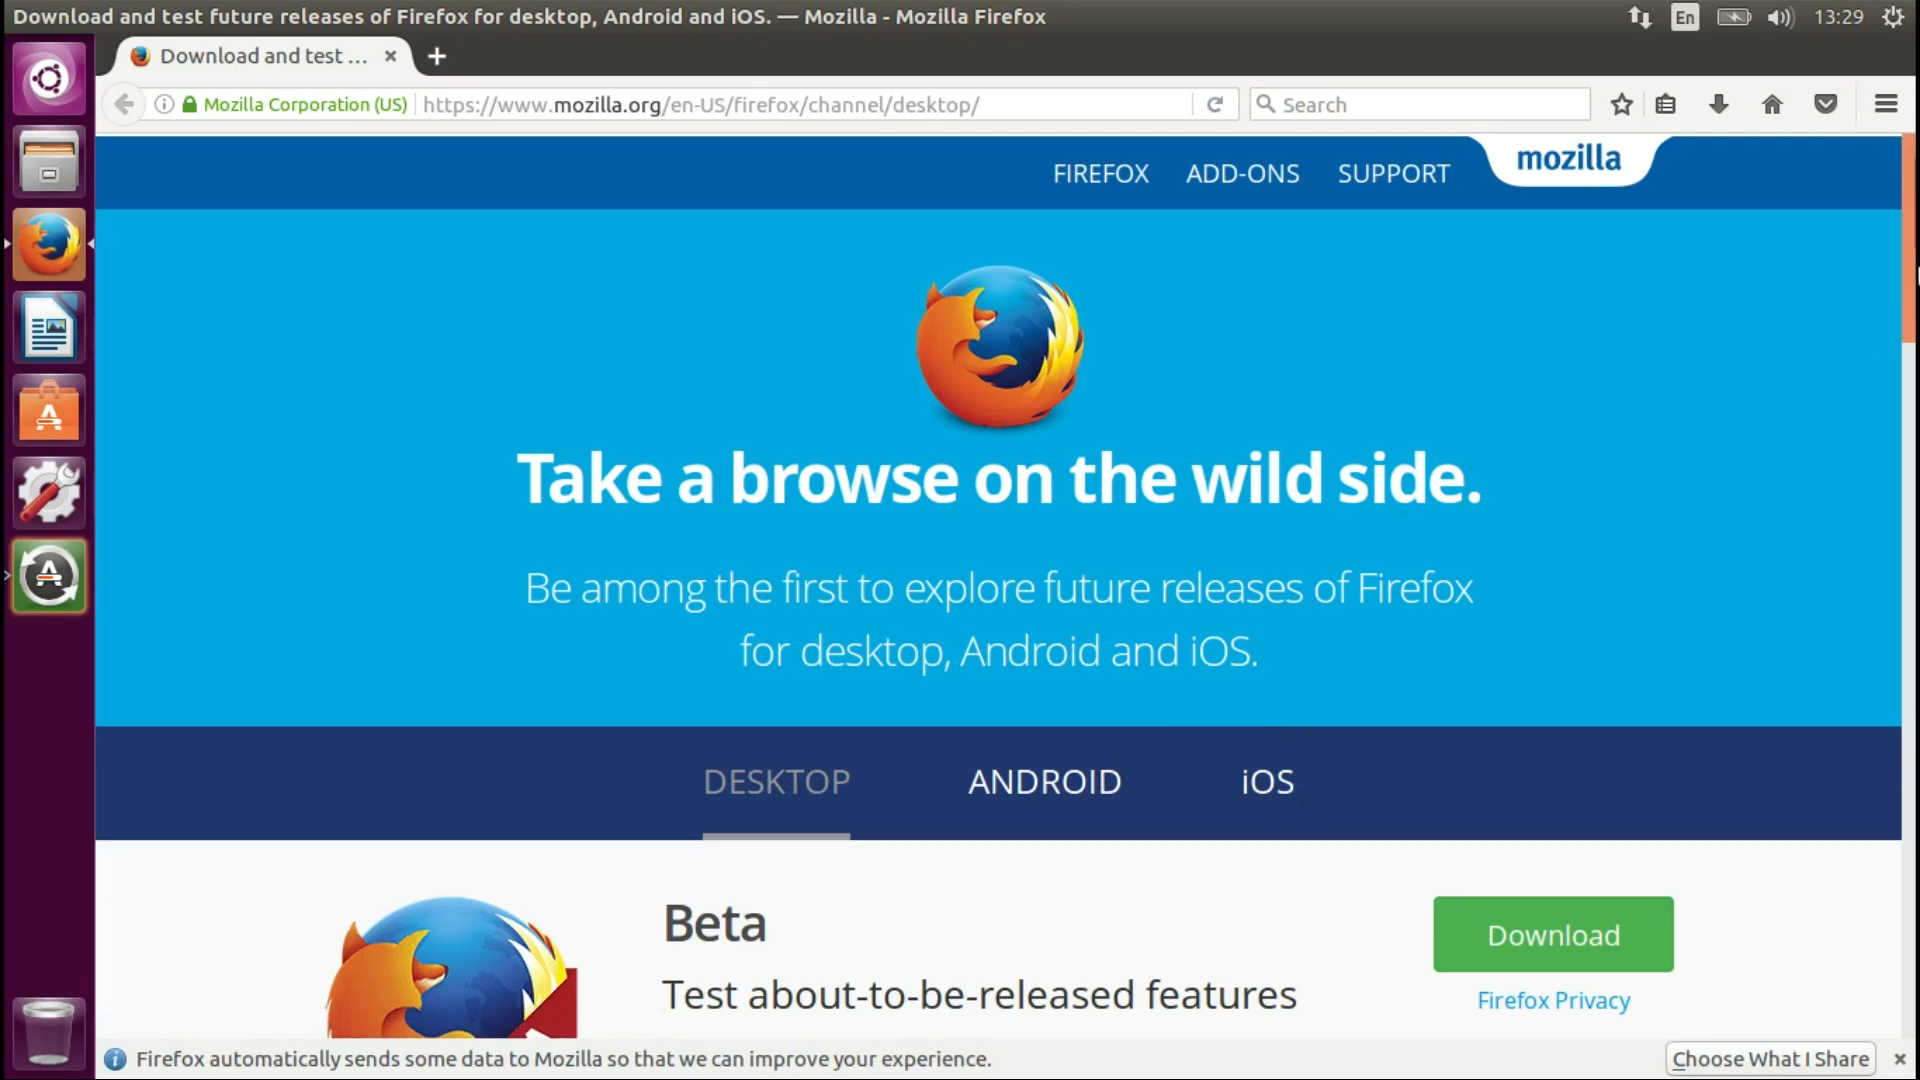 Download and test future releases of Firefox for desktop, Android and iOS. — Mozilla - Mozilla Firefox
En
13:29
Download and test ...
Mozilla Corporation (US)
https://www.mozilla.org/en-US/firefox/channel/desktop/
Search
FIREFOX
ADD-ONS
SUPPORT
mozilla
Take a browse on the wild side.
Be among the first to explore future releases of Firefox
for desktop, Android and iOS.
DESKTOP
ANDROID
iOS
Beta
Download
Test about-to-be-released features
Firefox Privacy
Firefox automatically sends some data to Mozilla so that we can improve your experience.
Choose What I Share